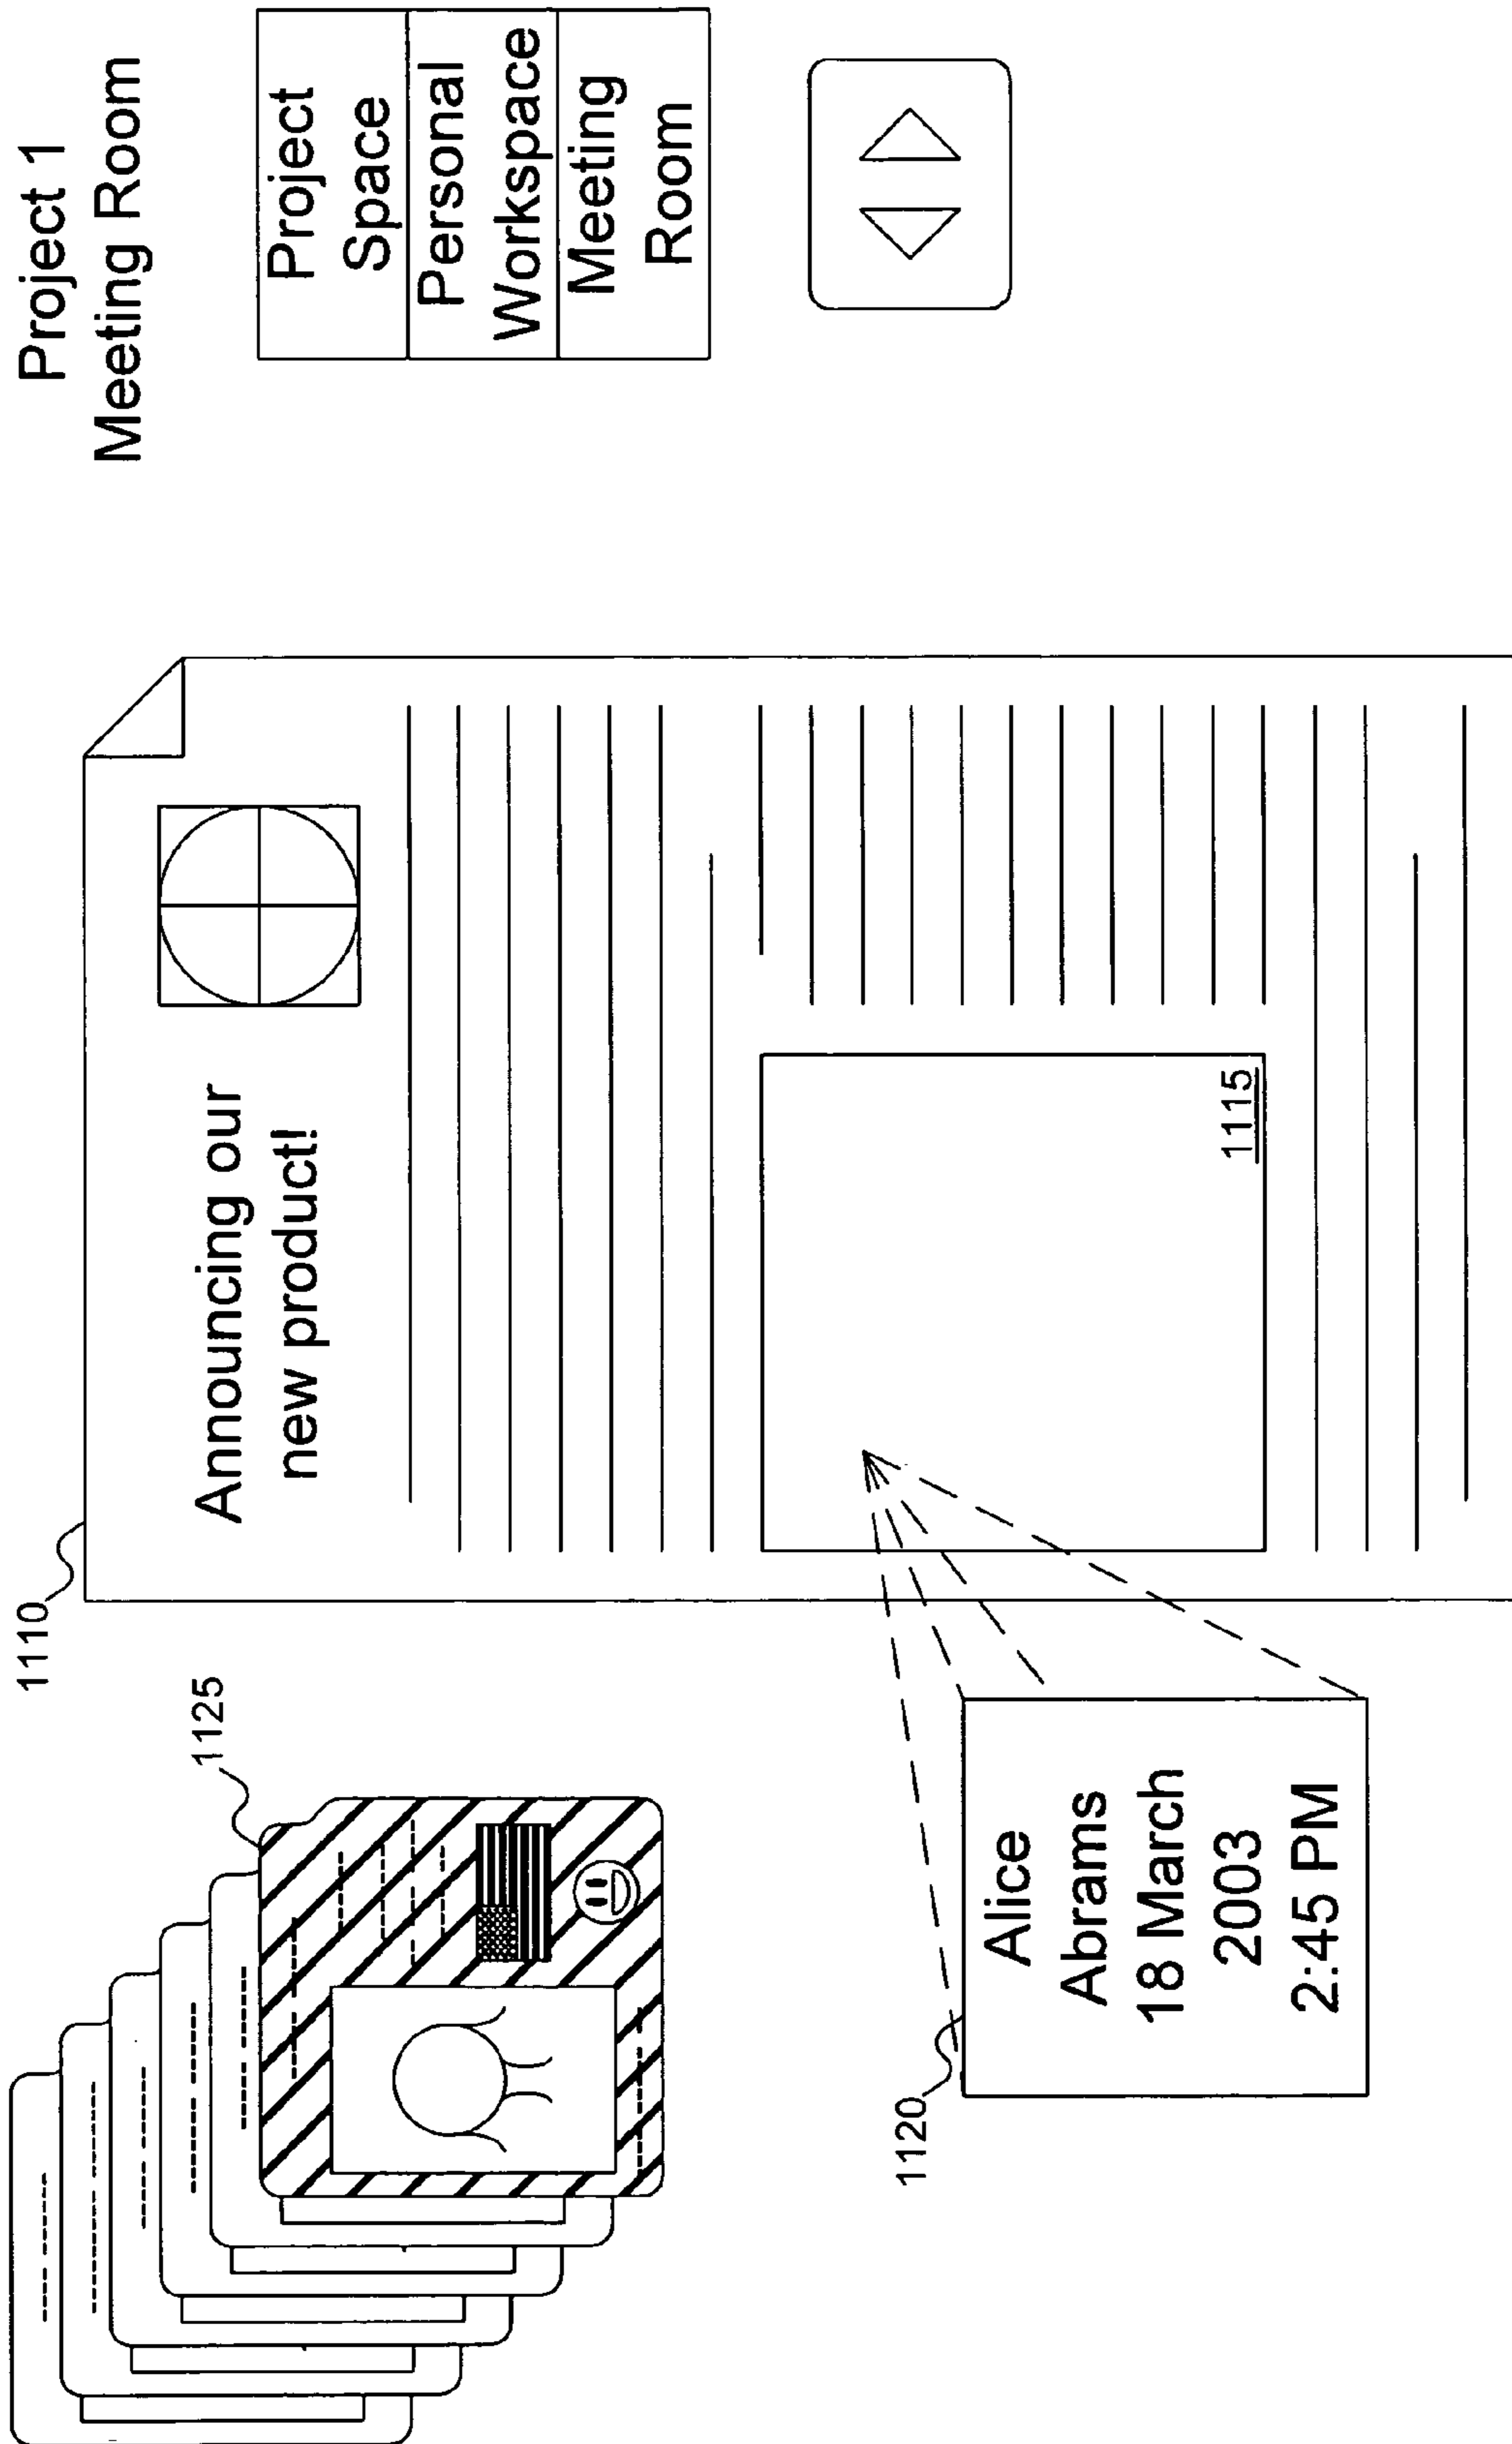 Project 1
Meeting Room
Project
Space
Personal
Workspace
Meeting
Room
1110
Announcing our
new product!
1115
1125
1120
Alice
Abrams
18 March
2003
2:45 PM